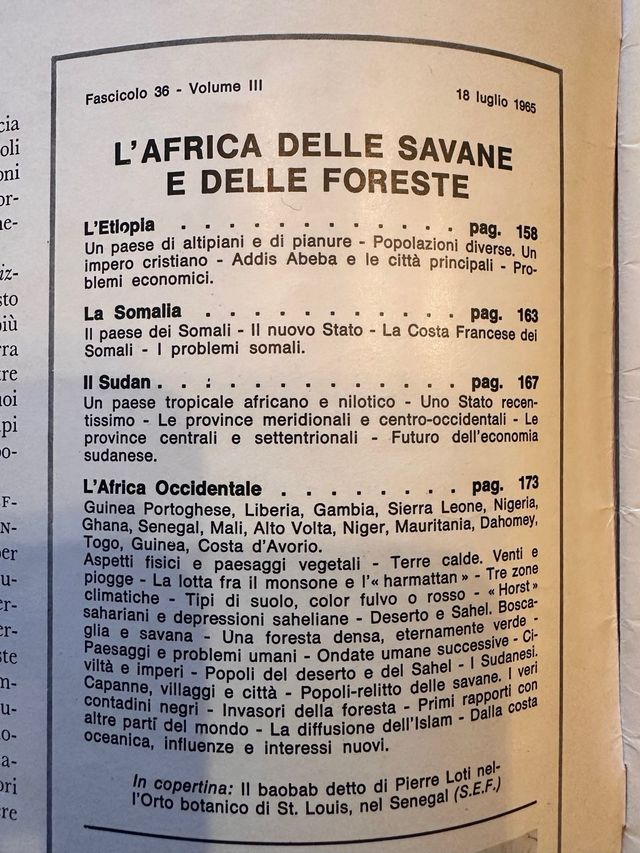 Fascicolo 36 - Volume III
18 luglio 1965
L'AFRICA DELLE SAVANE
E DELLE FORESTE
L'Etiopia . . . . . . . . . . . . pag. 158
Un paese di altipiani e di pianure - Popolazioni diverse. Un
impero cristiano - Addis Abeba e le città principali - Pro-
blemi economici.
La Somalia . . . . . . . . . . . pag. 163
Il paese dei Somali - Il nuovo Stato - La Costa Francese dei
Somali - I problemi somali.
Il Sudan . . . . . . . . . . . . . pag. 167
Un paese tropicale africano e nilotico - Uno Stato recen-
tissimo - Le province meridionali e centro-occidentali - Le
province centrali e settentrionali - Futuro dell'economia
sudanese.
L'Africa Occidentale . . . . . . . pag. 173
Guinea Portoghese, Liberia, Gambia, Sierra Leone, Nigeria,
Ghana, Senegal, Mali, Alto Volta, Niger, Mauritania, Dahomey,
Togo, Guinea, Costa d'Avorio.
Aspetti fisici e paesaggi vegetali - Terre calde. Venti e
piogge - La lotta fra il monsone e l'« harmattan » - Tre zone
climatiche - Tipi di suolo, color fulvo o rosso - « Horst »
sahariani e depressioni saheliane - Deserto e Sahel. Bosca-
glia e savana - Una foresta densa, eternamente verde -
Paesaggi e problemi umani - Ondate umane successive - Ci-
viltà e imperi - Popoli del deserto e del Sahel - I Sudanesi.
Capanne, villaggi e città - Popoli-relitto delle savane. I veri
contadini negri - Invasori della foresta - Primi rapporti con
altre parti del mondo - La diffusione dell'Islam - Dalla costa
oceanica, influenze e interessi nuovi.
In copertina: Il baobab detto di Pierre Loti nel-
l'Orto botanico di St. Louis, nel Senegal (S.E.F.)